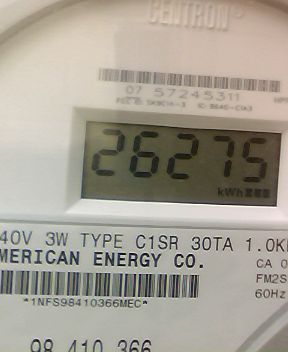 CENTRON®
07 57245311
26275
kWh
40V 3W TYPE C1SR 30TA 1.0K
MERICAN ENERGY CO.
CA 0
FM2S
60Hz
*1NFS98410366MEC*
98 410 366